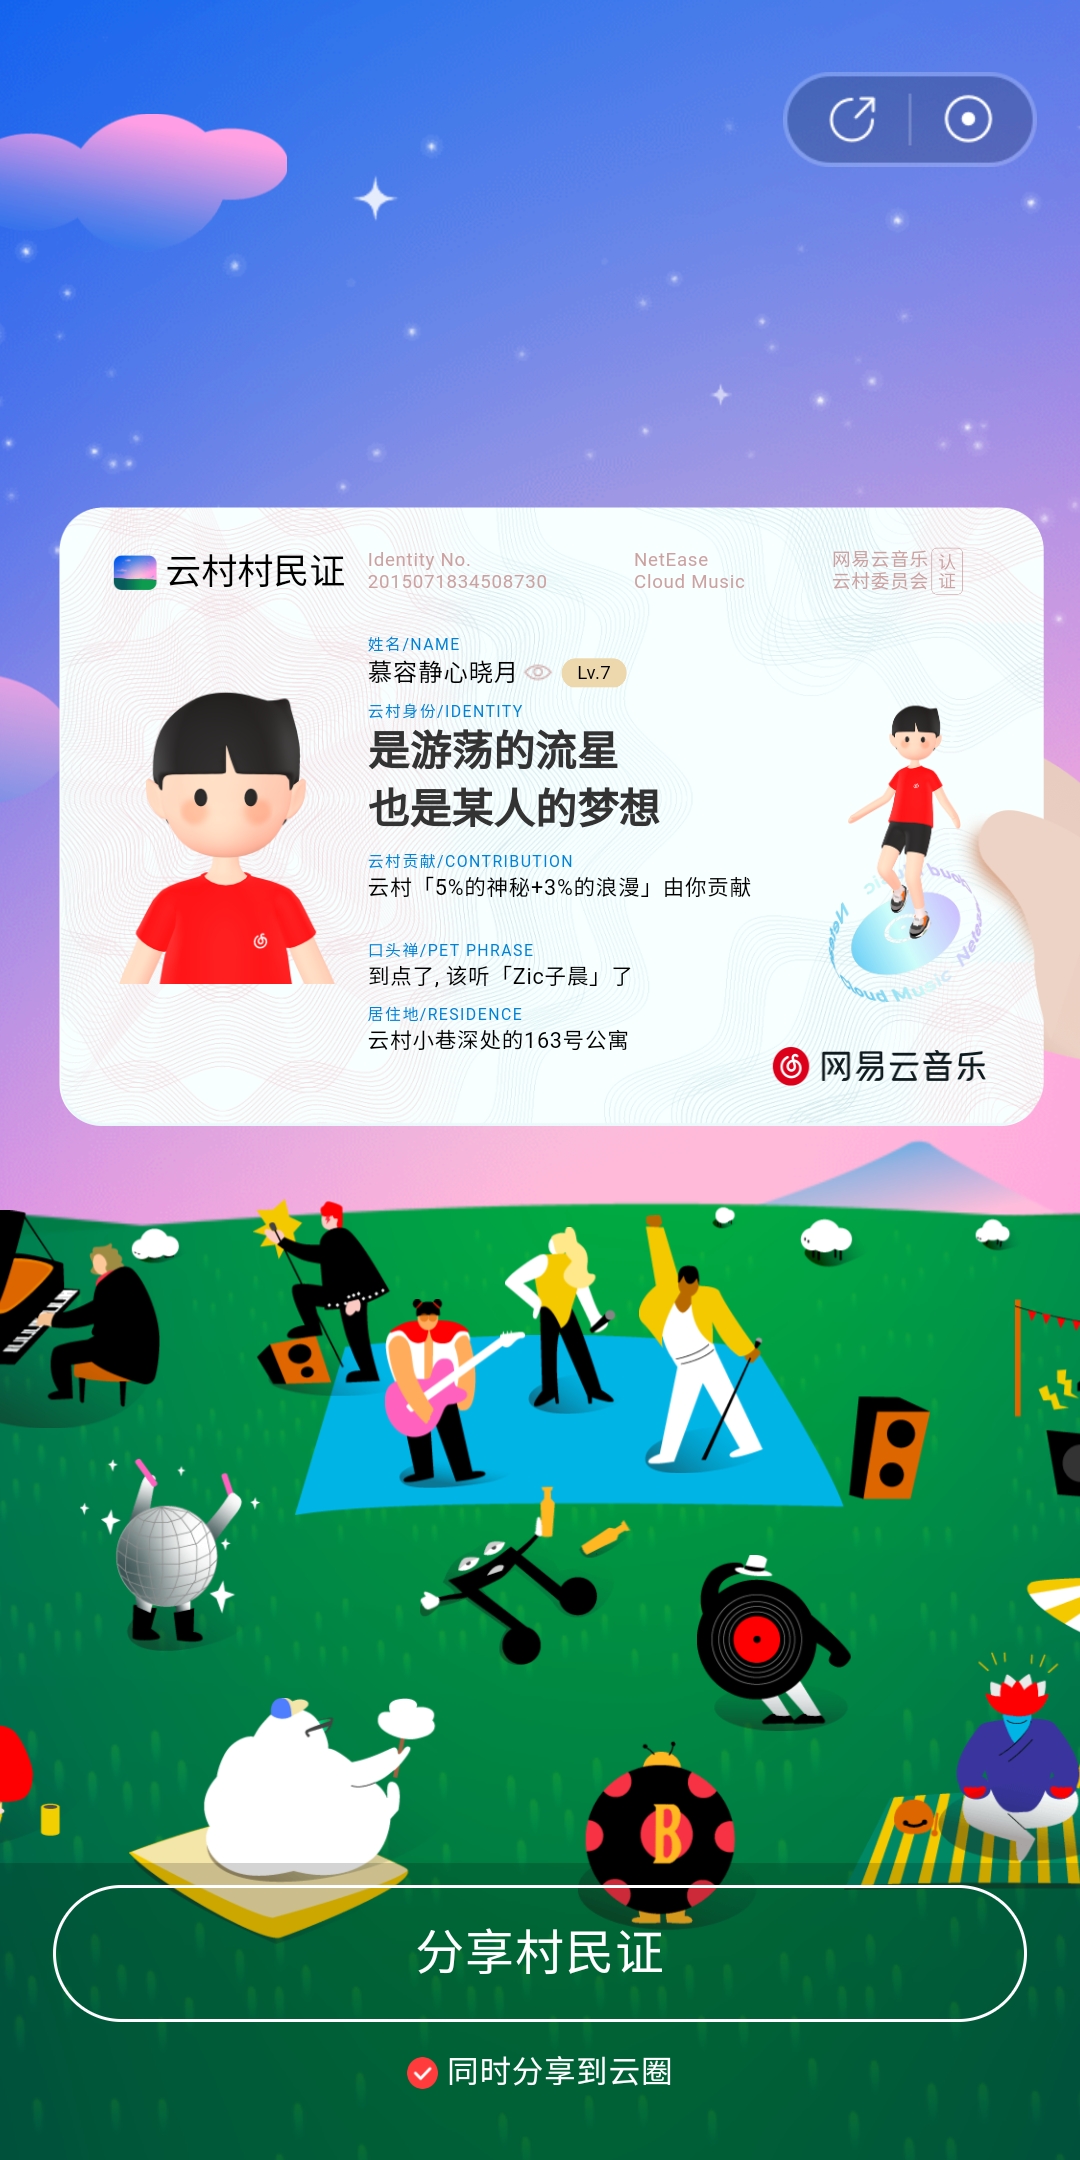 云村村民证
Identity No.
2015071834508730
NetEase
Cloud Music
网易云音乐
云村委员会
认
证
姓名/NAME
慕容静心晓月
Lv.7
云村身份/IDENTITY
是游荡的流星
也是某人的梦想
云村贡献/CONTRIBUTION
云村「5%的神秘+3%的浪漫」由你贡献
口头禅/PET PHRASE
到点了, 该听「Zic子晨」了
居住地/RESIDENCE
云村小巷深处的163号公寓
Cloud Music
网易云音乐
B
分享村民证
同时分享到云圈